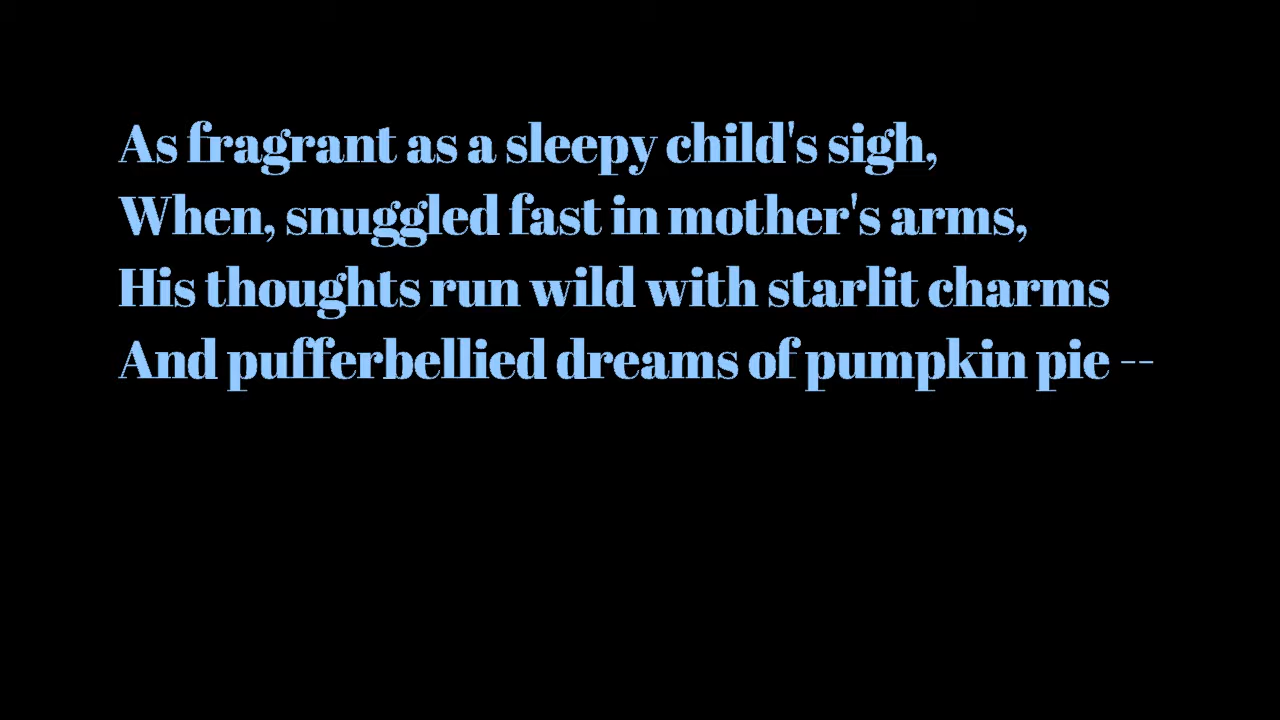 As fragrant as a sleepy child's sigh,
When, snuggled fast in mother's arms,
His thoughts run wild with starlit charms
And pufferbellied dreams of pumpkin pie --